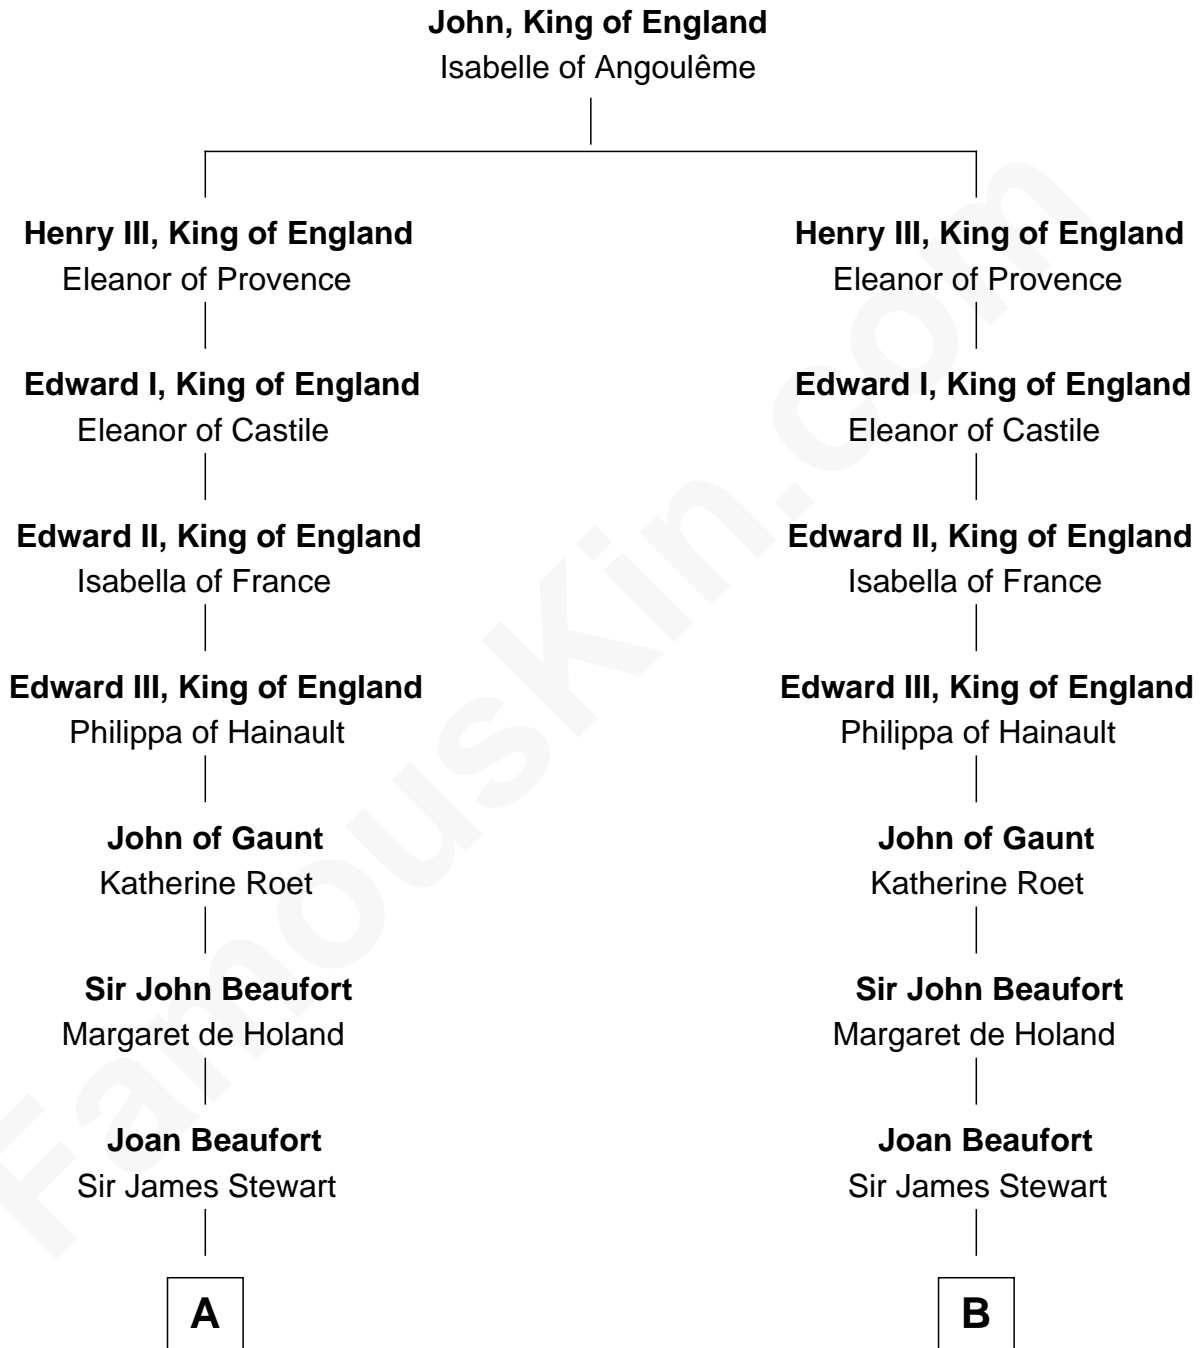 John, King of England
Isabelle of Angoulême
Henry III, King of England
Eleanor of Provence
Edward I, King of England
Eleanor of Castile
Edward II, King of England
Isabella of France
Edward III, King of England
Philippa of Hainault
John of Gaunt
Katherine Roet
Sir John Beaufort
Margaret de Holand
Joan Beaufort
Sir James Stewart
A
Henry III, King of England
Eleanor of Provence
Edward I, King of England
Eleanor of Castile
Edward II, King of England
Isabella of France
Edward III, King of England
Philippa of Hainault
John of Gaunt
Katherine Roet
Sir John Beaufort
Margaret de Holand
Joan Beaufort
Sir James Stewart
B
FamousKin.com